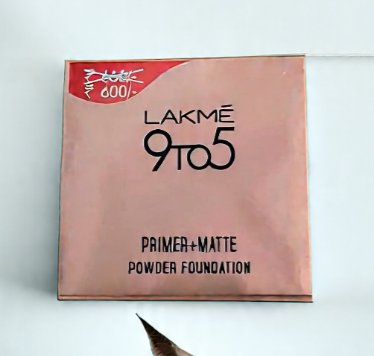 600/-
LAKMÉ
9TO5
PRIMER+MATTE
POWDER FOUNDATION